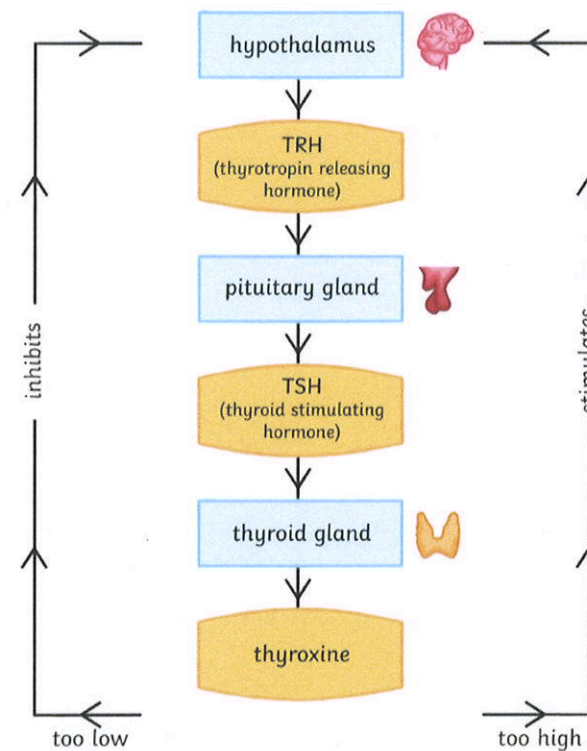 hypothalamus
TRH
(thyrotropin releasing
hormone)
pituitary gland
inhibits
stimulates
TSH
(thyroid stimulating
hormone)
thyroid gland
thyroxine
too low
too high